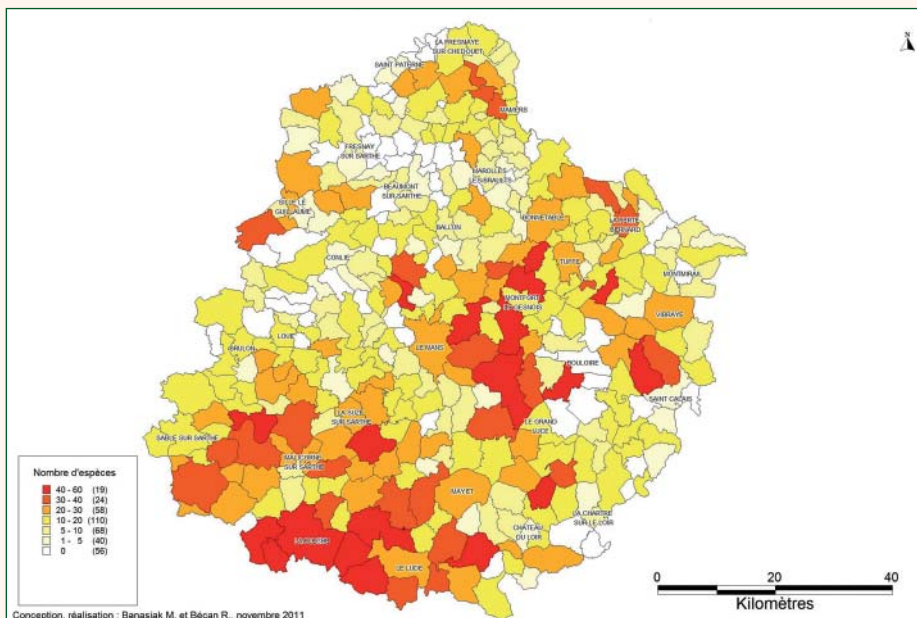 N
LA FRESNAYE
SUR CHEDOUET
SAINT PATERNE
MAMERS
FRESNAY
SUR SARTHE
MAROLLES
LES BRAULTS
BEAUMONT
SUR SARTHE
SILLE LE
GUILLAUME
BONNETABLE
LA FERTE
BERNARD
BALLON
CONLIE
TUFFE
MONTMIRAIL
MONTFORT
LE GESNOIS
VIBRAYE
LOUE
LE MANS
BRULON
BOULOIRE
SAINT CALAIS
LA SUZE
SUR SARTHE
LE GRAND
LUCE
SABLE SUR SARTHE
MALICORNE
SUR SARTHE
MAYET
LA CHARTRE
SUR LE LOIR
CHATEAU
DU LOIR
LA FLECHE
LE LUDE
Nombre d'espèces
40 - 60 (19)
30 - 40 (24)
20 - 30 (58)
10 - 20 (110)
5 - 10 (68)
1 - 5 (40)
0 (56)
0 20 40
Kilomètres
Conception, réalisation : Banasiak M. et Bécan R., novembre 2011